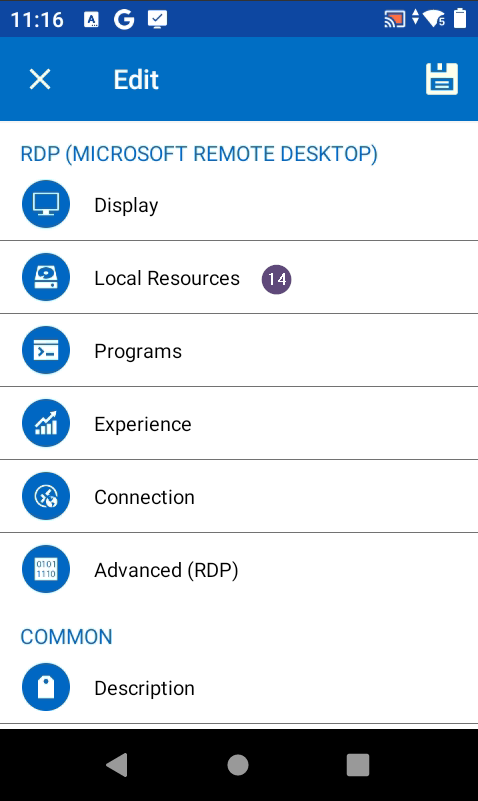 11:16
A
G
5
Edit
RDP (MICROSOFT REMOTE DESKTOP)
Display
Local Resources 14
Programs
Experience
Connection
0101
1110
Advanced (RDP)
COMMON
Description